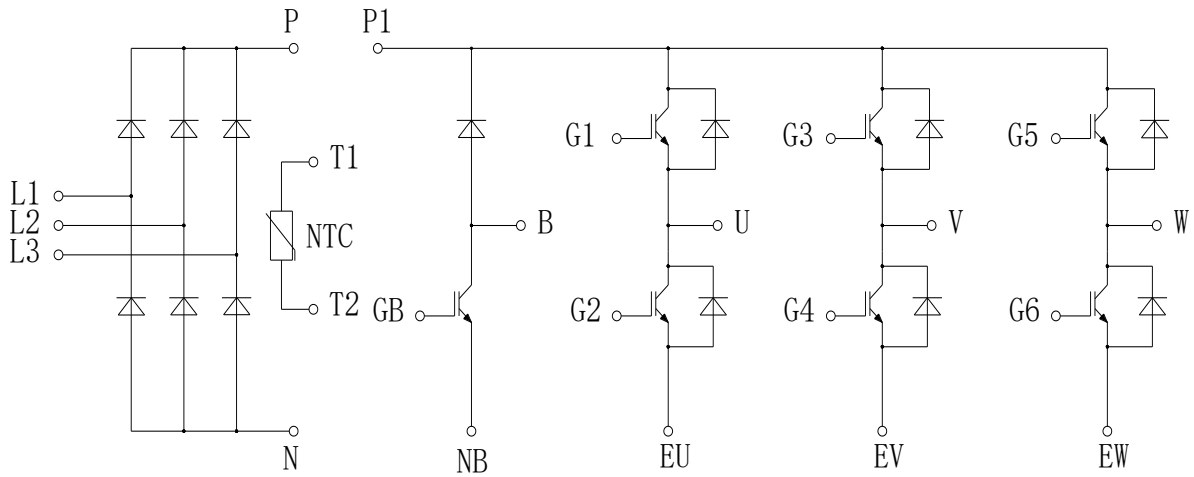 P P1
G1 G3 G5
T1
L1
L2 B U V W
NTC
L3
T2 GB G2 G4 G6
N NB EU EV EW